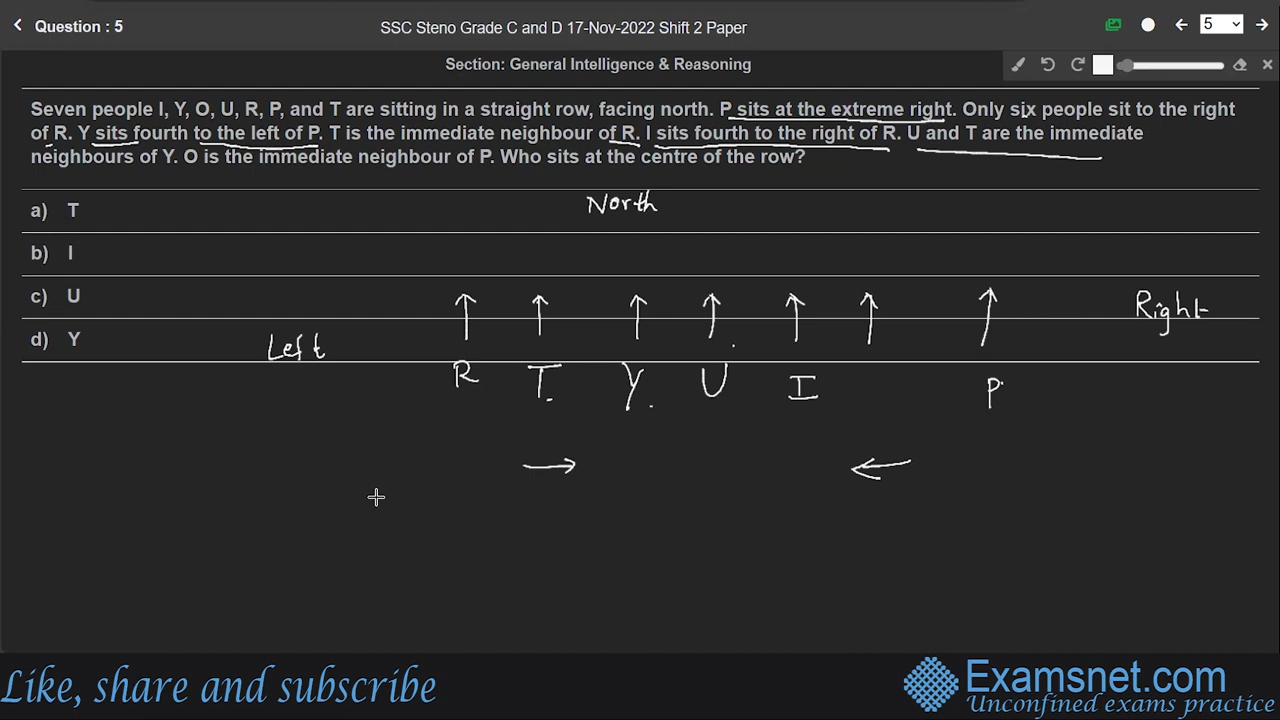 Question : 5
SSC Steno Grade C and D 17-Nov-2022 Shift 2 Paper
5
Section: General Intelligence & Reasoning
Seven people I, Y, O, U, R, P, and T are sitting in a straight row, facing north. P sits at the extreme right. Only six people sit to the right
of R. Y sits fourth to the left of P. T is the immediate neighbour of R. I sits fourth to the right of R. U and T are the immediate
neighbours of Y. O is the immediate neighbour of P. Who sits at the centre of the row?
North
a) T
b) I
c) U
Right
d) Y
Left
R T Y U I P
Like, share and subscribe
Examsnet.com
Unconfined exams practice